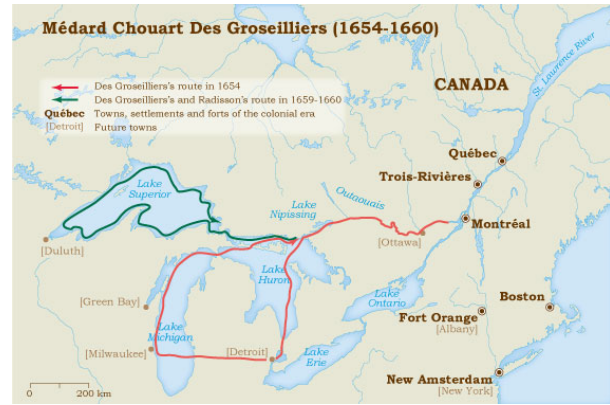 Médard Chouart Des Groseilliers (1654-1660)
Des Groseilliers's route in 1654
Des Groseilliers's and Radisson's route in 1659-1660
Québec Towns, settlements and forts of the colonial era
[Detroit] Future towns
CANADA
St. Lawrence River
Québec
Trois-Rivières
Lake
Superior
Outaouais
Lake
Nipissing
Montréal
[Ottawa]
[Duluth]
Lake
Huron
[Green Bay]
Lake
Ontario
Boston
Fort Orange
[Albany]
Lake
Michigan
[Milwaukee]
[Detroit]
Lake
Erie
New Amsterdam
[New York]
0 200 km